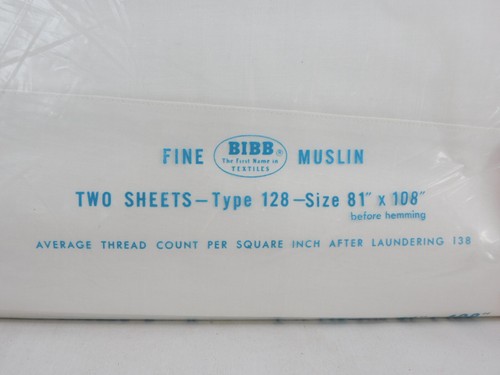 FINE BIBB® MUSLIN
The First Name in
TEXTILES
TWO SHEETS—Type 128—Size 81" x 108"
before hemming
AVERAGE THREAD COUNT PER SQUARE INCH AFTER LAUNDERING 138